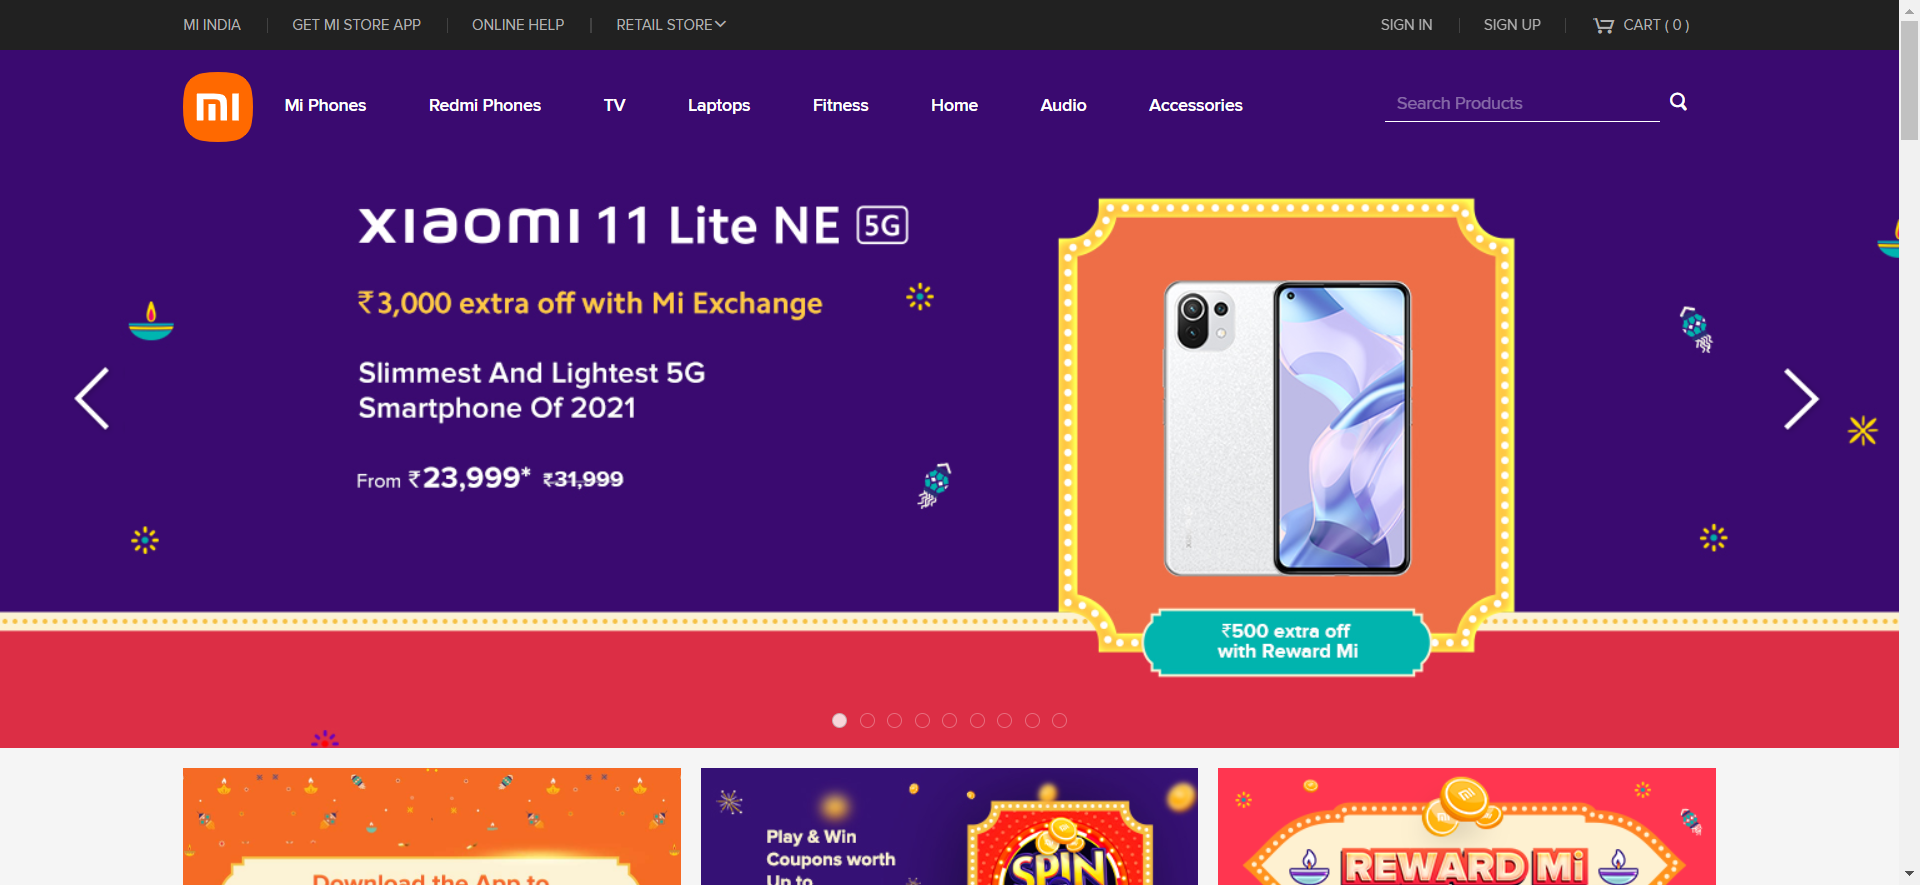 MI INDIA
GET MI STORE APP
ONLINE HELP
RETAIL STORE
SIGN IN
SIGN UP
CART ( 0 )
Mi Phones
Redmi Phones
TV
Laptops
Fitness
Home
Audio
Accessories
Search Products
xiaomi 11 Lite NE 5G
₹3,000 extra off with Mi Exchange
Slimmest And Lightest 5G
Smartphone Of 2021
From ₹23,999* ₹31,999
₹500 extra off
with Reward Mi
Download the App to
Play & Win
Coupons worth
Up to
SPIN
REWARD Mi